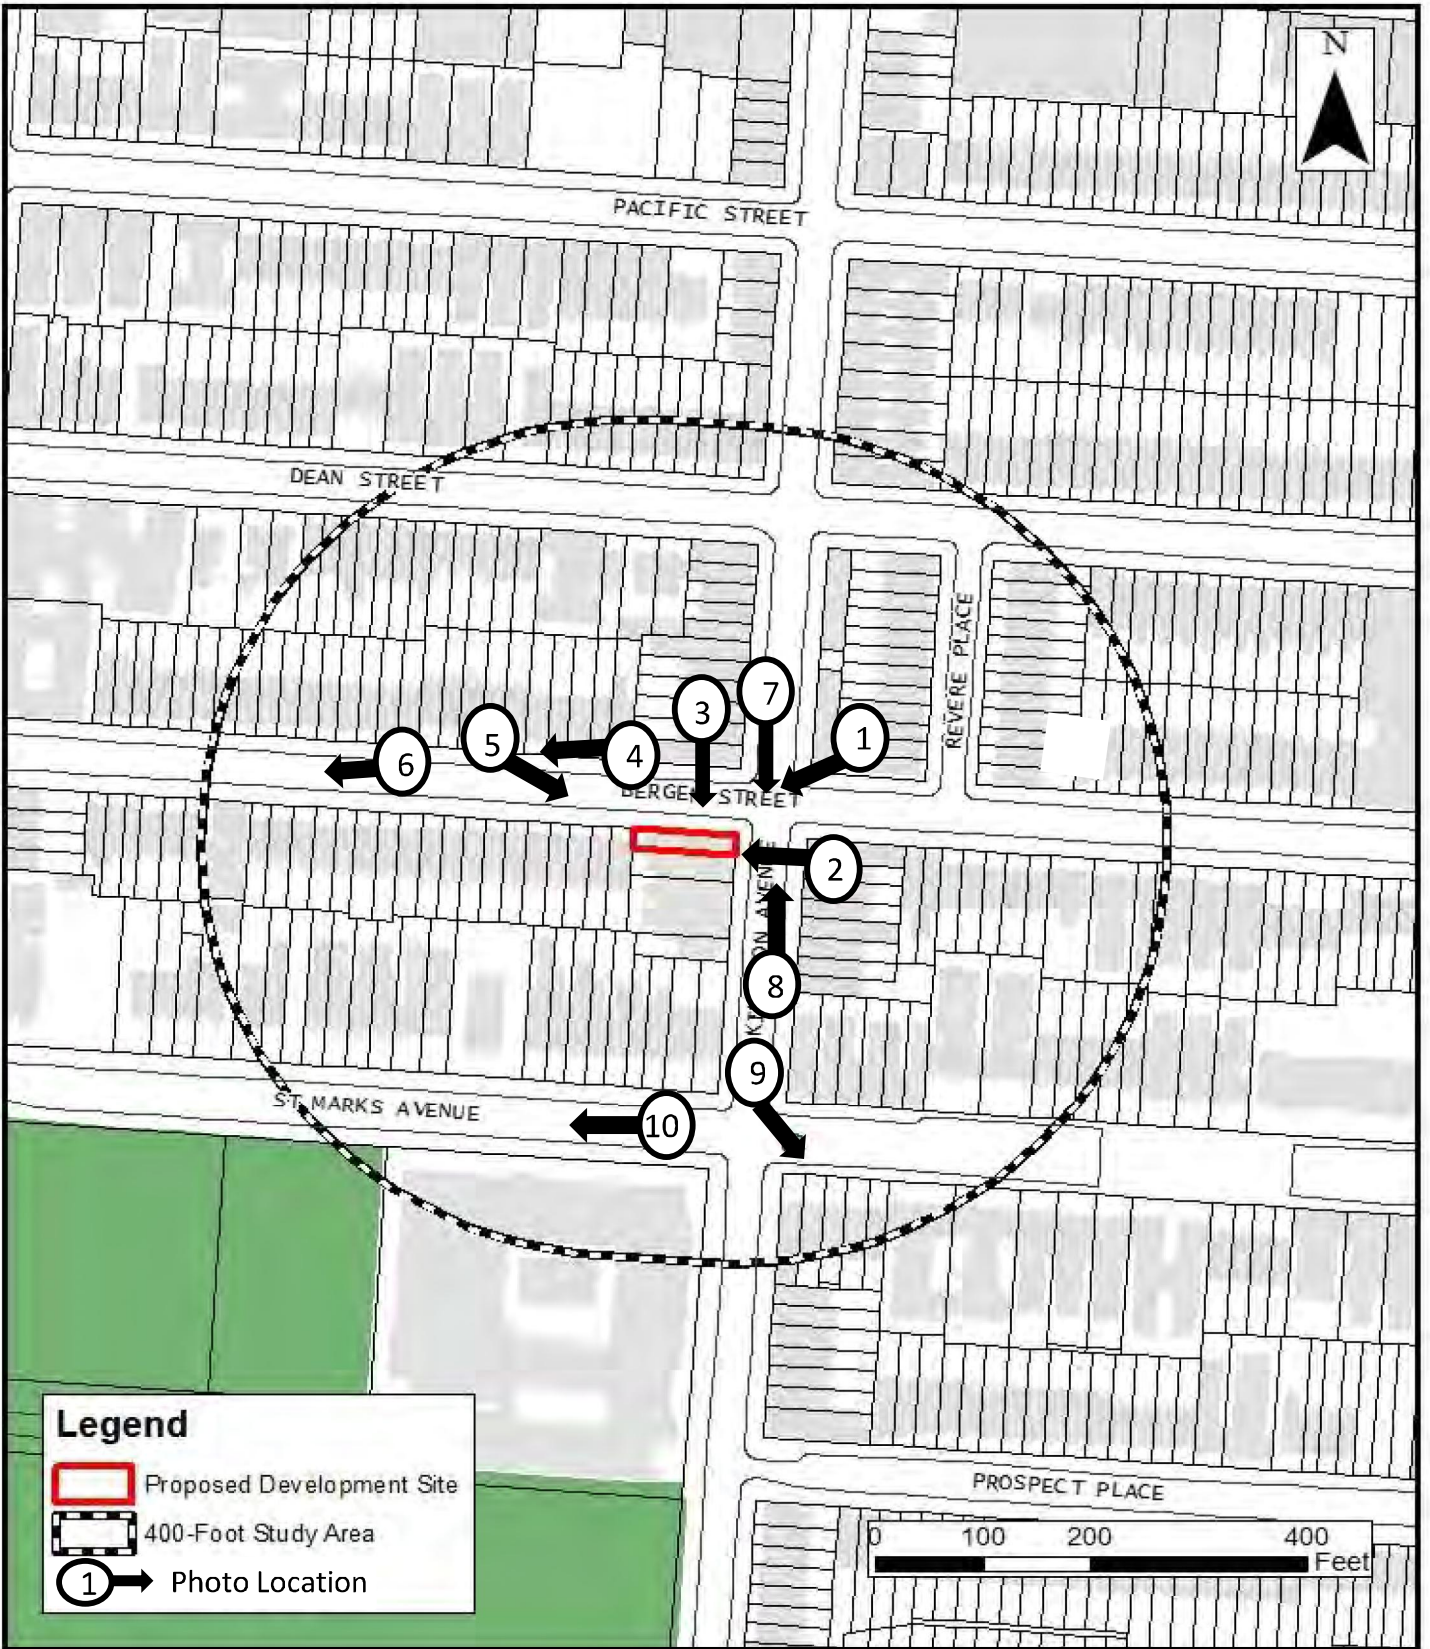 N
PACIFIC STREET
DEAN STREET
REVERE PLACE
3
7
1
5
4
6
STREET
2
8
9
ST MARKS AVENUE
10
Legend
Proposed Development Site
400-Foot Study Area
1 Photo Location
PROSPECT PLACE
0 100 200 400
Feet